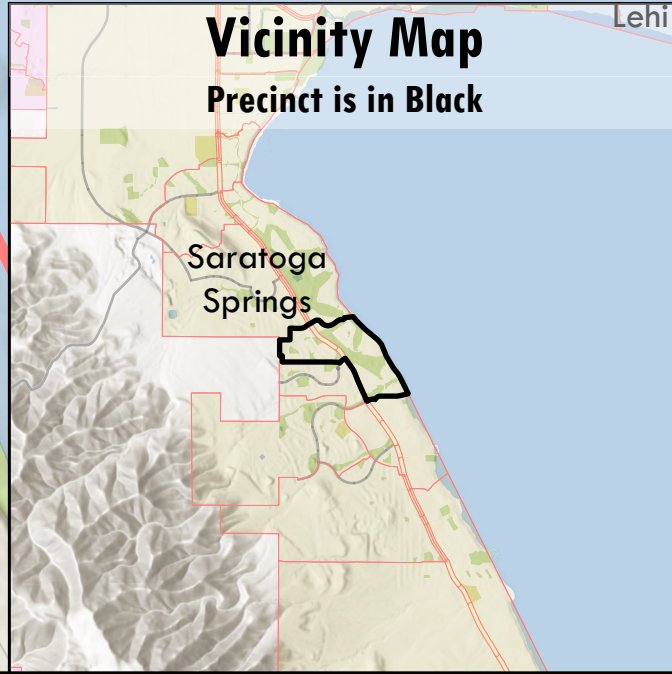 Lehi
Vicinity Map
Precinct is in Black
Saratoga
Springs